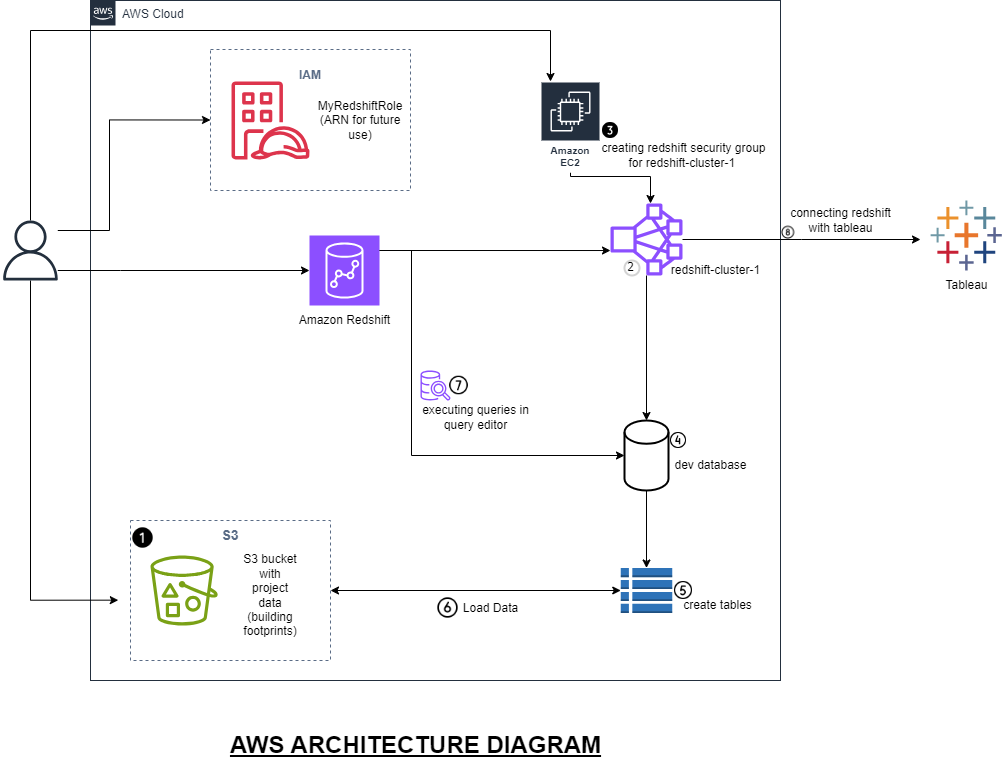 aws
AWS Cloud
IAM
MyRedshiftRole
(ARN for future
use)
Amazon
EC2
3
creating redshift security group
for redshift-cluster-1
2
redshift-cluster-1
8
connecting redshift
with tableau
Tableau
Amazon Redshift
7
executing queries in
query editor
4
dev database
1
S3
S3 bucket
with
project
data
(building
footprints)
6
Load Data
5
create tables
AWS ARCHITECTURE DIAGRAM